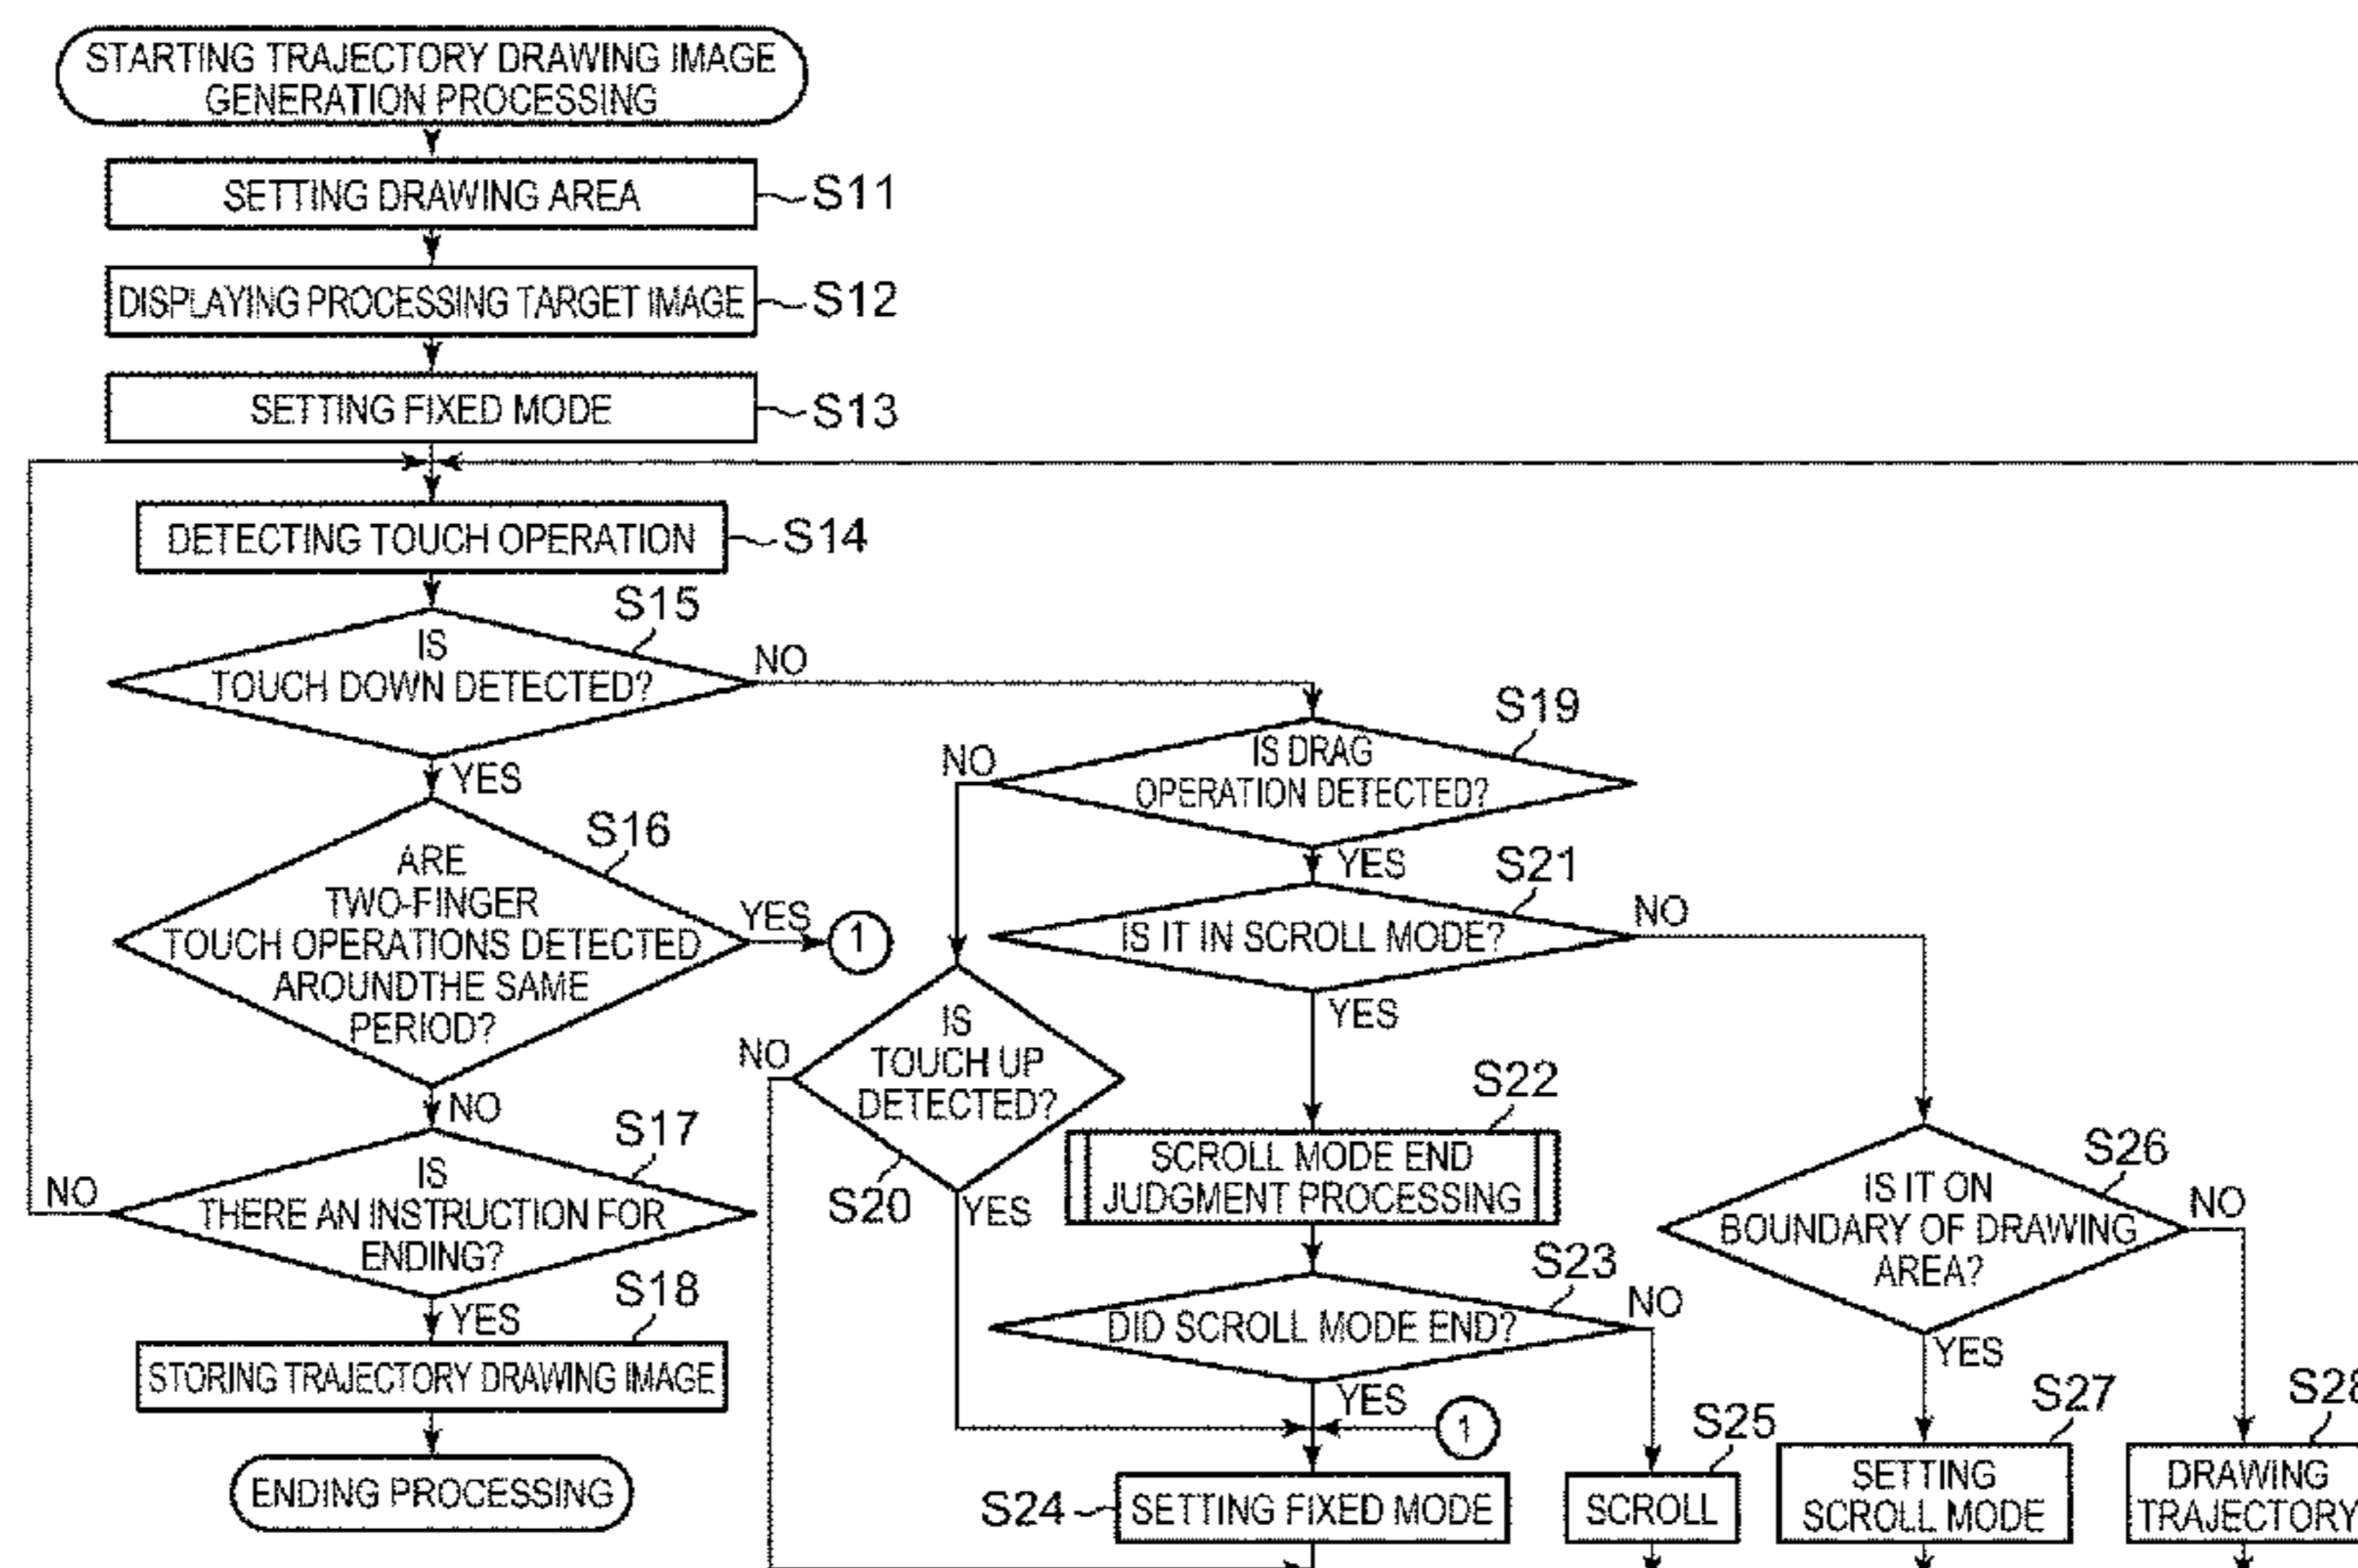 STARTING TRAJECTORY DRAWING IMAGE
GENERATION PROCESSING
SETTING DRAWING AREA
S11
DISPLAYING PROCESSING TARGET IMAGE
S12
SETTING FIXED MODE
S13
DETECTING TOUCH OPERATION
S14
S15
IS
TOUCH DOWN DETECTED?
NO
YES
S16
ARE
TWO-FINGER
TOUCH OPERATIONS DETECTED
AROUNDTHE SAME
PERIOD?
YES
1
NO
S17
IS
THERE AN INSTRUCTION FOR
ENDING?
NO
YES
S18
STORING TRAJECTORY DRAWING IMAGE
ENDING PROCESSING
S19
IS DRAG
OPERATION DETECTED?
NO
YES
S20
IS
TOUCH UP
DETECTED?
NO
YES
S21
IS IT IN SCROLL MODE?
NO
YES
S22
SCROLL MODE END
JUDGMENT PROCESSING
S23
DID SCROLL MODE END?
NO
YES
1
S24
SETTING FIXED MODE
S25
SCROLL
S26
IS IT ON
BOUNDARY OF DRAWING
AREA?
NO
YES
S27
SETTING
SCROLL MODE
S28
DRAWING
TRAJECTORY